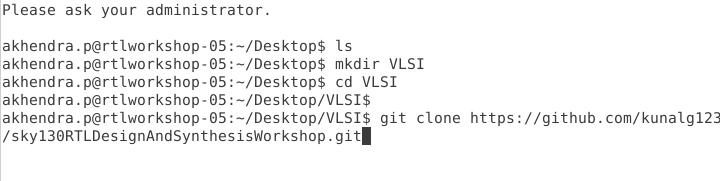 Please ask your administrator.
akhendra.p@rtlworkshop-05:~/Desktop$ ls
akhendra.p@rtlworkshop-05:~/Desktop$ mkdir VLSI
akhendra.p@rtlworkshop-05:~/Desktop$ cd VLSI
akhendra.p@rtlworkshop-05:~/Desktop/VLSI$
akhendra.p@rtlworkshop-05:~/Desktop/VLSI$ git clone https://github.com/kunalg123
/sky130RTLDesignAndSynthesisWorkshop.git